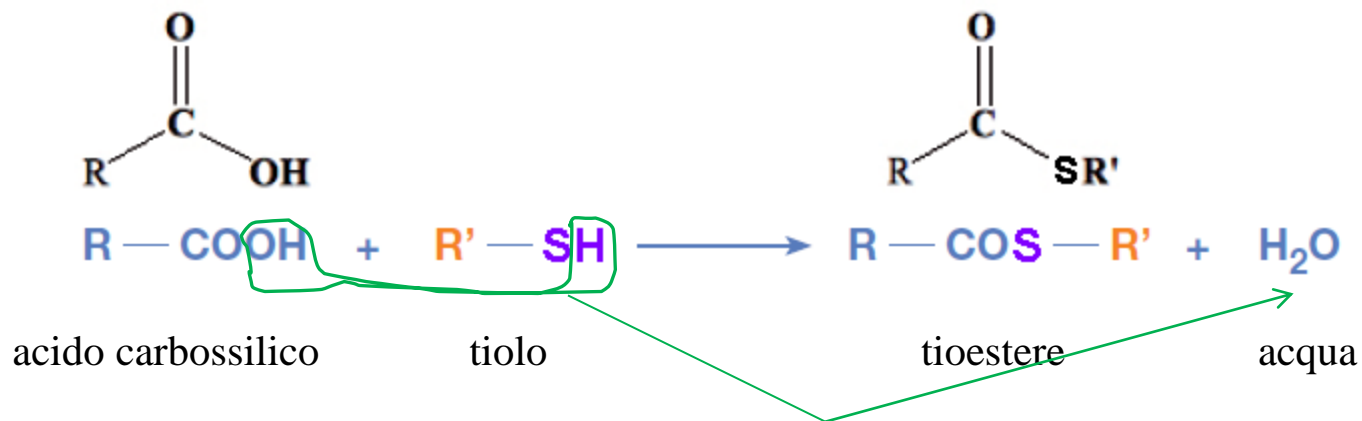 O O
C C
R OH R SR'
R — COOH + R' — SH → R — COS — R' + H₂O
acido carbossilico tiolo tioestere acqua